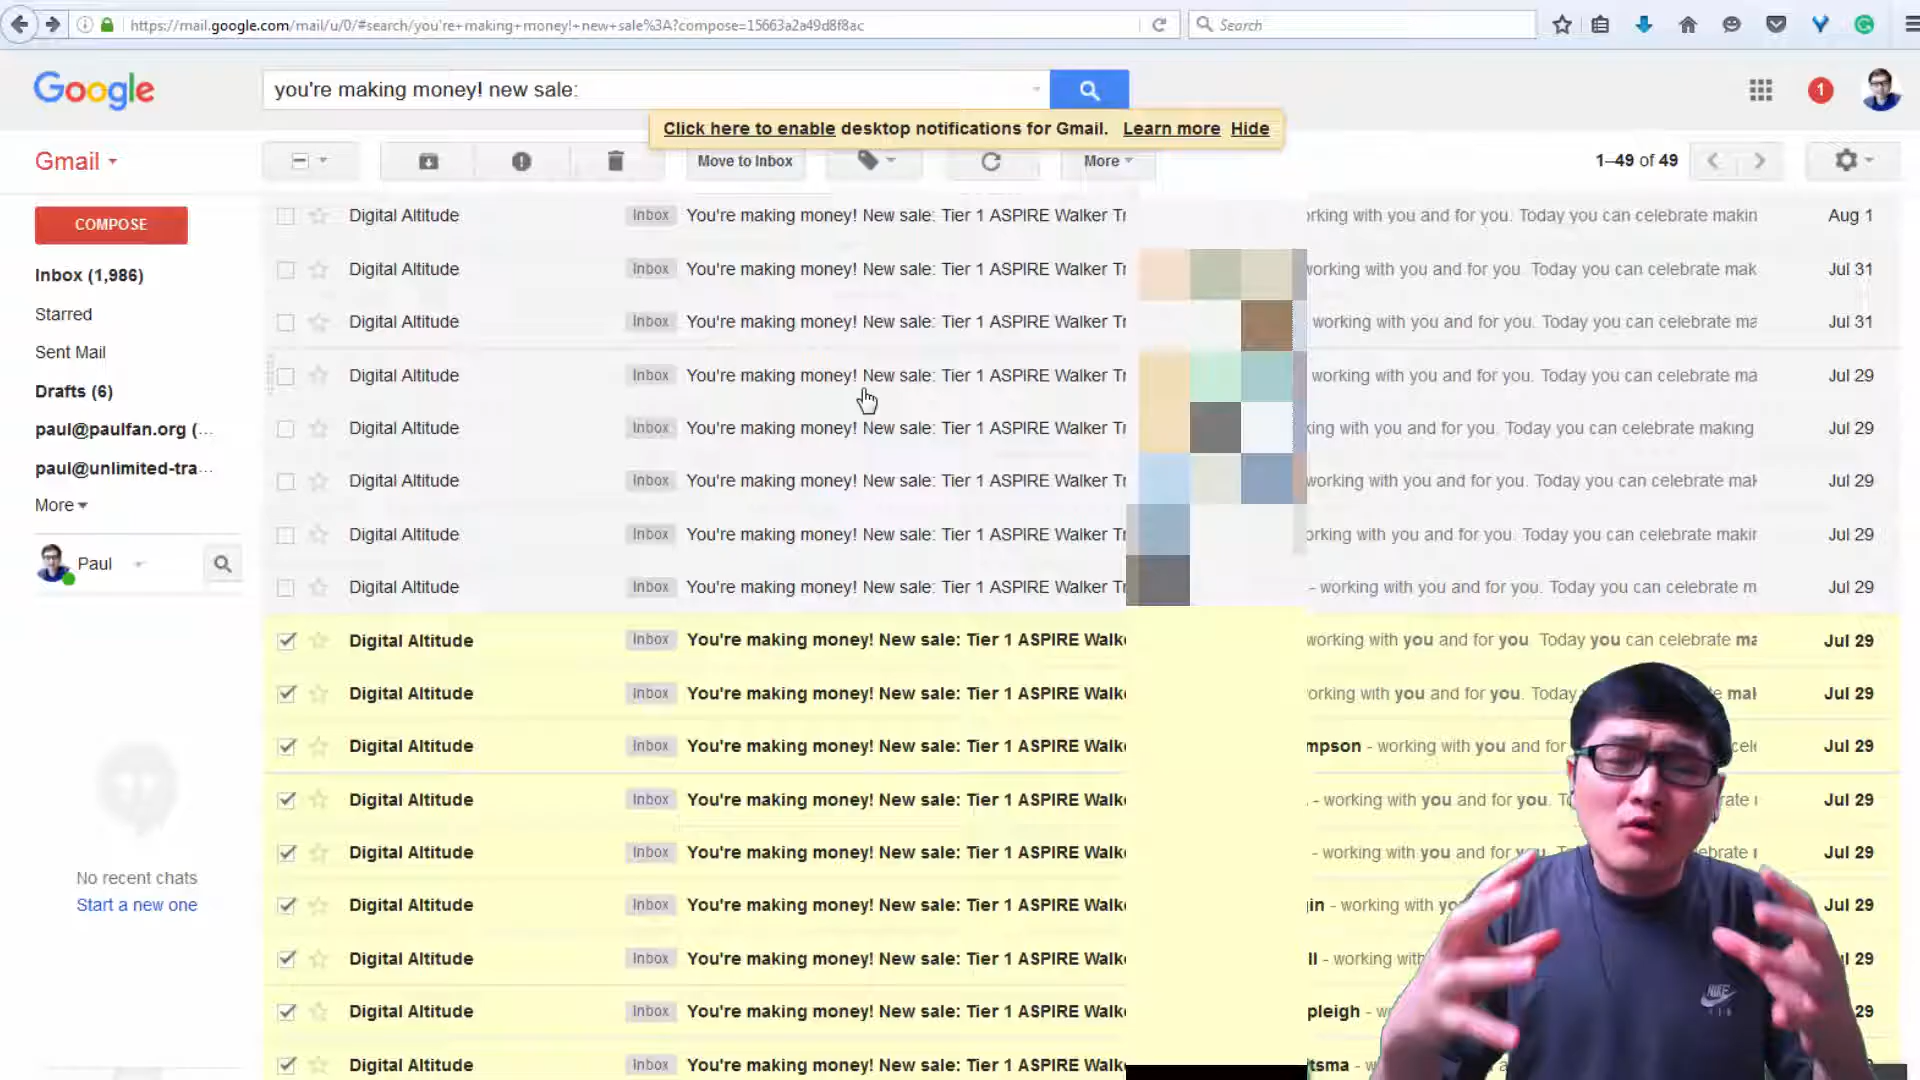 https://mail.google.com/mail/u/0/#search/you're+making+money!+new+sale%3A?compose=15663a2a49d8f8ac
Search
Google
you're making money! new sale:
1
Click here to enable desktop notifications for Gmail. Learn more Hide
Gmail
Move to Inbox
More
1–49 of 49
COMPOSE
Inbox (1,986)
Starred
Sent Mail
Drafts (6)
paul@paulfan.org (...
paul@unlimited-tra...
More
Paul
No recent chats
Start a new one
Digital Altitude Inbox You're making money! New sale: Tier 1 ASPIRE Walker Tr with you and for you. Today you can celebrate makin Aug 1
Digital Altitude Inbox You're making money! New sale: Tier 1 ASPIRE Walker Tr working with you and for you. Today you can celebrate mak Jul 31
Digital Altitude Inbox You're making money! New sale: Tier 1 ASPIRE Walker Tr working with you and for you. Today you can celebrate ma Jul 31
Digital Altitude Inbox You're making money! New sale: Tier 1 ASPIRE Walker Tr working with you and for you. Today you can celebrate ma Jul 29
Digital Altitude Inbox You're making money! New sale: Tier 1 ASPIRE Walker Tr king with you and for you. Today you can celebrate making Jul 29
Digital Altitude Inbox You're making money! New sale: Tier 1 ASPIRE Walker Tr working with you and for you. Today you can celebrate mak Jul 29
Digital Altitude Inbox You're making money! New sale: Tier 1 ASPIRE Walker Tr orking with you and for you. Today you can celebrate makir Jul 29
Digital Altitude Inbox You're making money! New sale: Tier 1 ASPIRE Walker Tr - working with you and for you. Today you can celebrate m Jul 29
Digital Altitude Inbox You're making money! New sale: Tier 1 ASPIRE Walke working with you and for you. Today you can celebrate ma Jul 29
Digital Altitude Inbox You're making money! New sale: Tier 1 ASPIRE Walke orking with you and for you. Today mak Jul 29
Digital Altitude Inbox You're making money! New sale: Tier 1 ASPIRE Walke mpson - working with you and for cele Jul 29
Digital Altitude Inbox You're making money! New sale: Tier 1 ASPIRE Walke - working with you and for you. Jul 29
Digital Altitude Inbox You're making money! New sale: Tier 1 ASPIRE Walke - working with you and for you. Jul 29
Digital Altitude Inbox You're making money! New sale: Tier 1 ASPIRE Walke in - working with Jul 29
Digital Altitude Inbox You're making money! New sale: Tier 1 ASPIRE Walke ll - working with 29
Digital Altitude Inbox You're making money! New sale: Tier 1 ASPIRE Walke pleigh - 29
Digital Altitude Inbox You're making money! New sale: Tier 1 ASPIRE Walke tsma -
NIKE